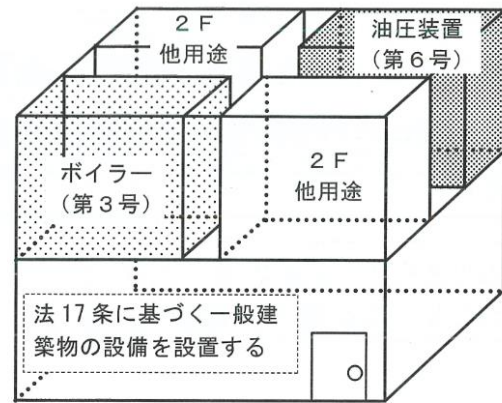 ２Ｆ
他用途
油圧装置
（第６号）
ボイラー
（第３号）
２Ｆ
他用途
法17条に基づく一般建
築物の設備を設置する